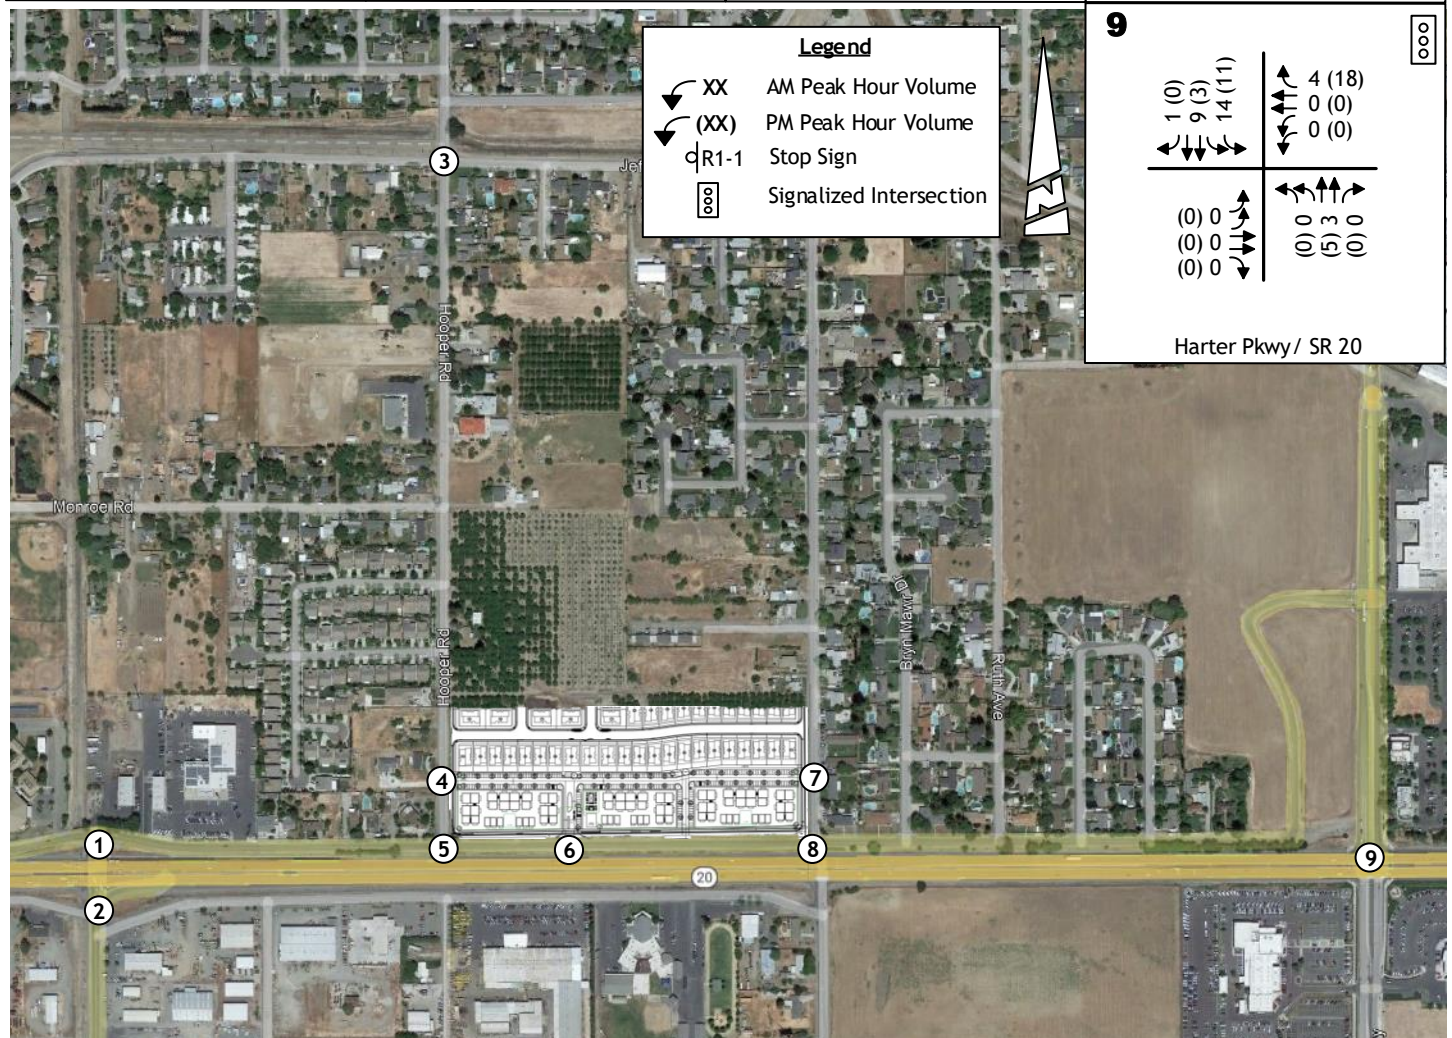 Legend
XX AM Peak Hour Volume
(XX) PM Peak Hour Volume
R1-1 Stop Sign
Signalized Intersection
9
1 (0)
9 (3)
14 (11)
4 (18)
0 (0)
0 (0)
(0) 0
(0) 0
(0) 0
(0) 0
(5) 3
(0) 0
Harter Pkwy / SR 20
N
3
Jef
Hooper Rd
Monroe Rd
Hooper Rd
Bryn Mawr
Ruth Ave
4
7
1
5
6
8
9
20
2